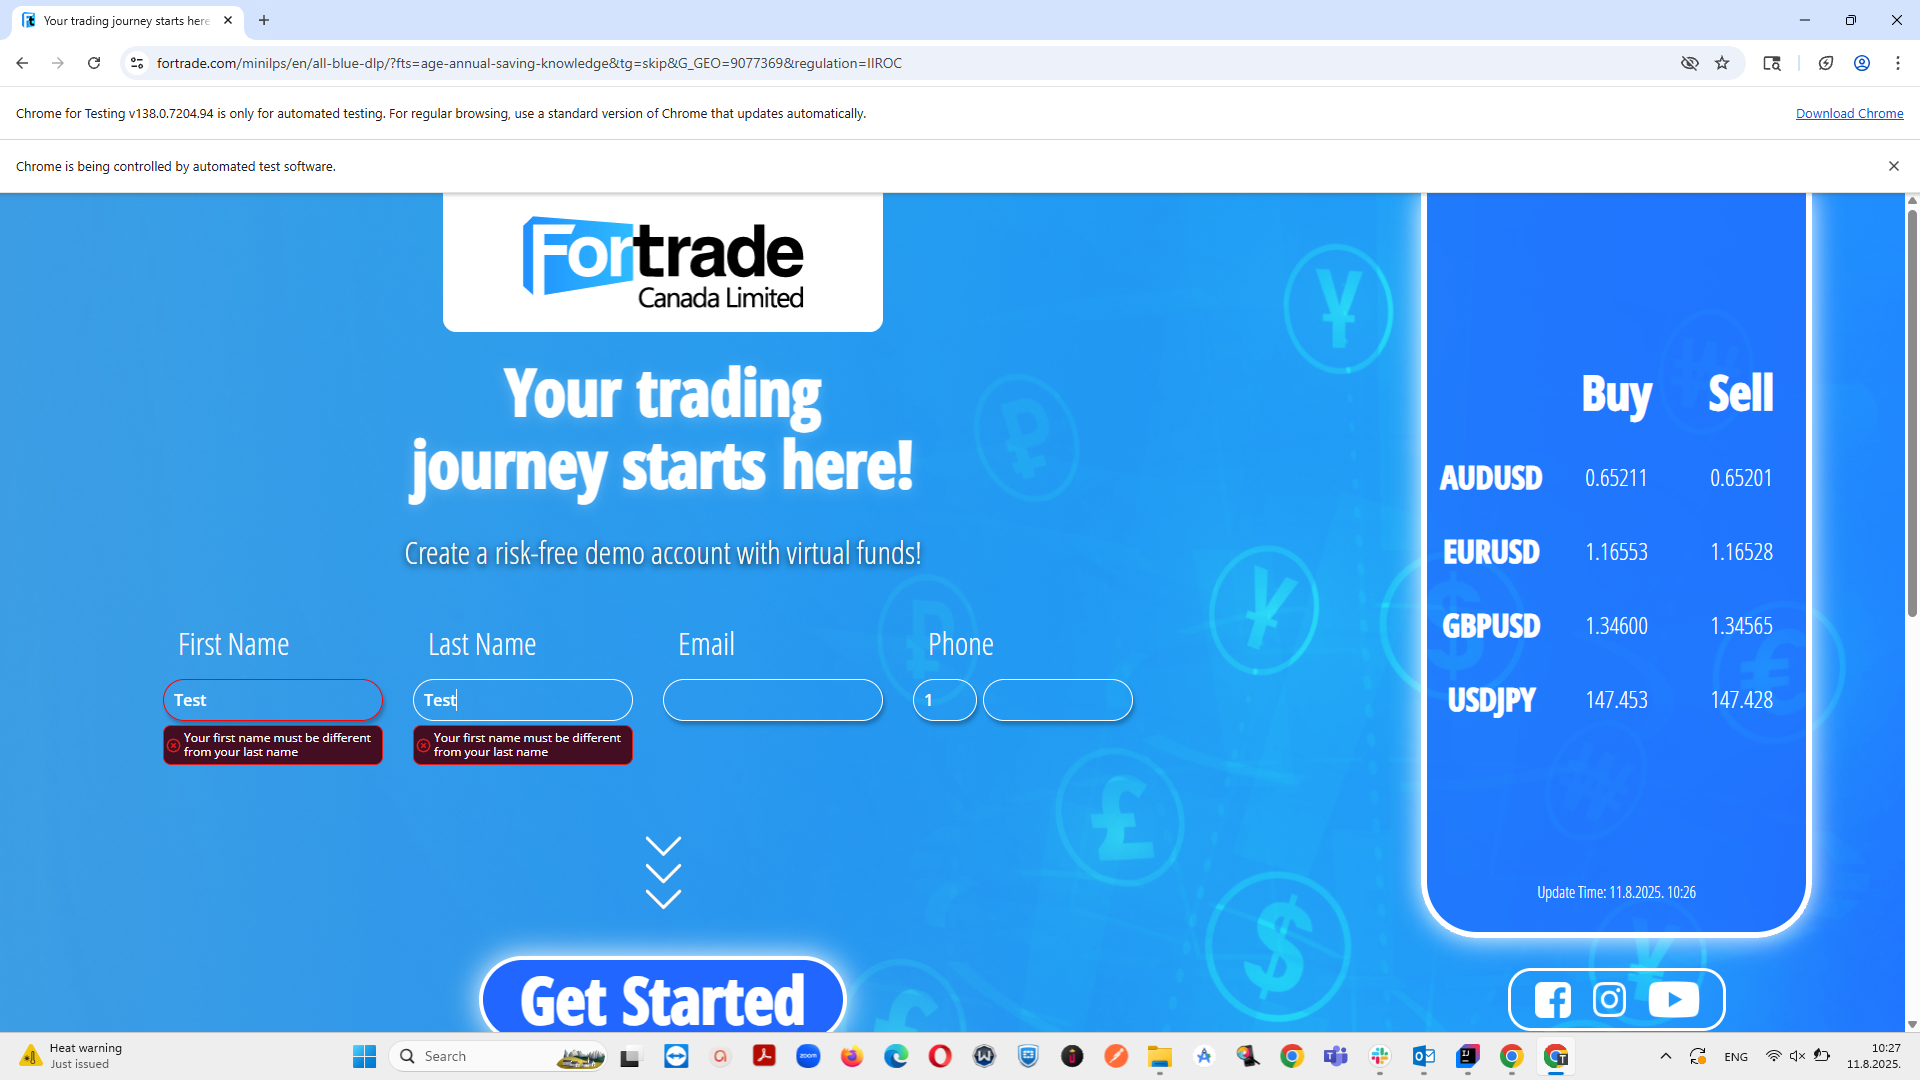 Your trading journey starts here
fortrade.com/minilps/en/all-blue-dlp/?fts=age-annual-saving-knowledge&tg=skip&G_GEO=9077369&regulation=IIROC
Chrome for Testing v138.0.7204.94 is only for automated testing. For regular browsing, use a standard version of Chrome that updates automatically.
Download Chrome
Chrome is being controlled by automated test software.
Fortrade
Canada Limited
Your trading
journey starts here!
Create a risk-free demo account with virtual funds!
First Name
Last Name
Email
Phone
Test
Test
1
Your first name must be different
from your last name
Your first name must be different
from your last name
Get Started
Buy Sell
AUDUSD 0.65211 0.65201
EURUSD 1.16553 1.16528
GBPUSD 1.34600 1.34565
USDJPY 147.453 147.428
Update Time: 11.8.2025. 10:26
Heat warning
Just issued
Search
zoom
ENG
10:27
11.8.2025.